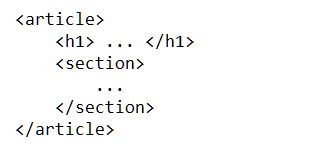 <article>
    <h1> ... </h1>
    <section>
        ...
    </section>
</article>